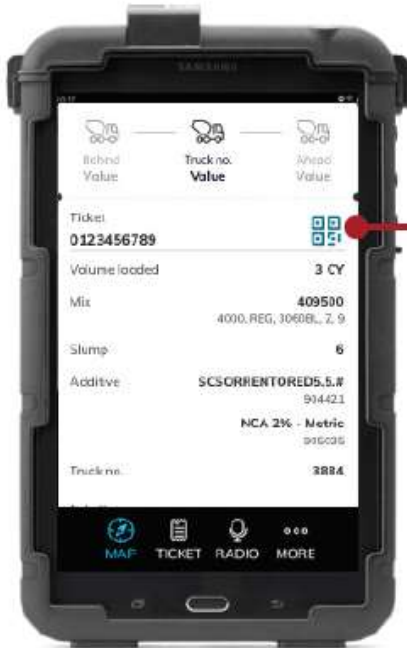 SAMSUNG
Behind Truck no. Ahead
Value Value Value
Ticket
0123456789
Volume loaded 3 CY
Mix 409500
4000, REG, 3060BL, 7, 9
Slump 6
Additive SCSORRENTORED5.5.#
904421
NCA 2% - Metric
Truck no. 3884
MAP TICKET RADIO MORE